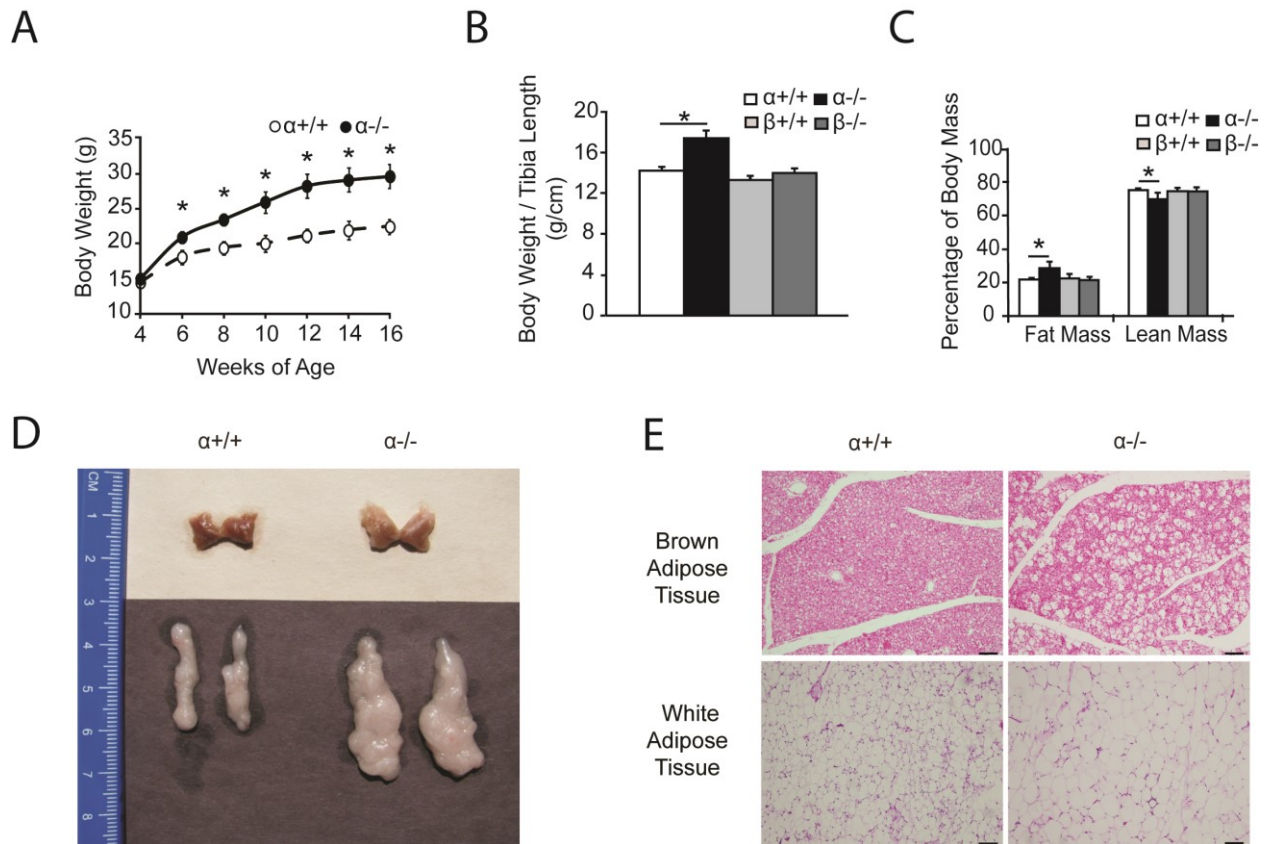 A
α+/+ α-/-
Body Weight (g)
35
30
25
20
15
10
* * * * * *
4 6 8 10 12 14 16
Weeks of Age
B
α+/+ α-/-
β+/+ β-/-
Body Weight / Tibia Length
(g/cm)
20
16
12
8
4
0
*
C
α+/+ α-/-
β+/+ β-/-
Percentage of Body Mass
100
80
60
40
20
0
*
*
Fat Mass Lean Mass
D
α+/+ α-/-
CM
1
2
3
4
5
6
7
8
E
α+/+ α-/-
Brown
Adipose
Tissue
White
Adipose
Tissue